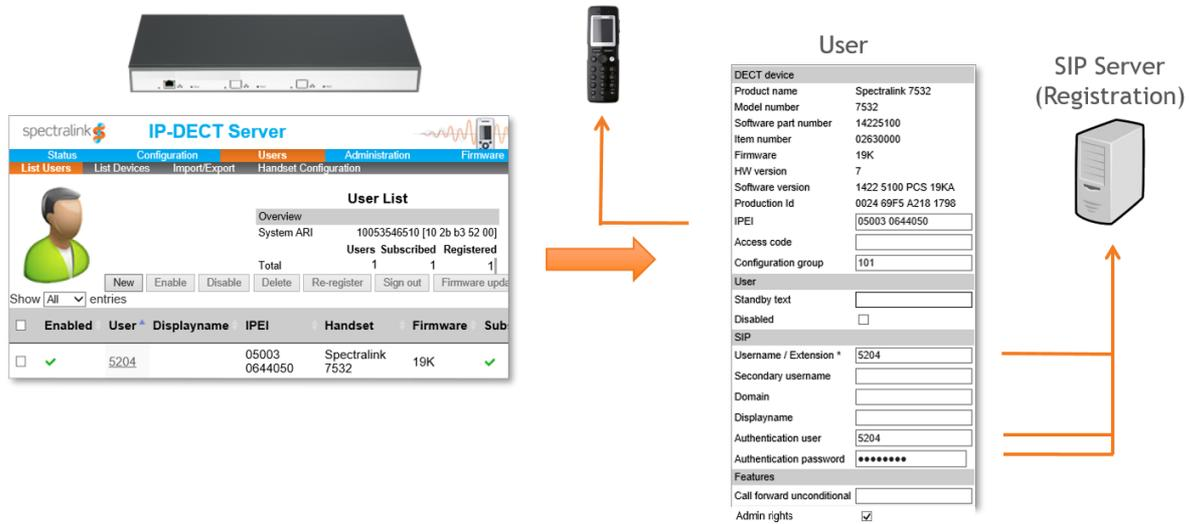 spectralink
IP-DECT Server
Status Configuration Users Administration Firmware
List Users List Devices Import/Export Handset Configuration
User List
Overview
System ARI 10053546510 [10 2b b3 52 00]
Users Subscribed Registered
Total 1 1 1
New Enable Disable Delete Re-register Sign out Firmware upda
Show All entries
Enabled User Displayname IPEI Handset Firmware Subs
5204 05003 0644050 Spectralink 7532 19K
User
DECT device
Product name Spectralink 7532
Model number 7532
Software part number 14225100
Item number 02630000
Firmware 19K
HW version 7
Software version 1422 5100 PCS 19KA
Production Id 0024 69F5 A218 1798
IPEI 05003 0644050
Access code
Configuration group 101
User
Standby text
Disabled
SIP
Username / Extension * 5204
Secondary username
Domain
Displayname
Authentication user 5204
Authentication password ●●●●●●●●
Features
Call forward unconditional
Admin rights
SIP Server
(Registration)